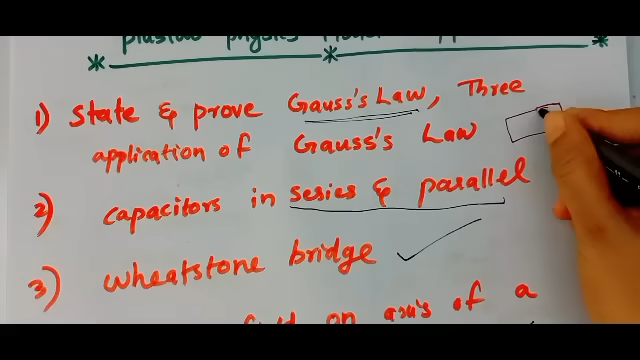 physics
1) State & prove Gauss's Law, Three
application of Gauss's Law
2) capacitors in series & parallel
3) wheatstone bridge
on axis of a